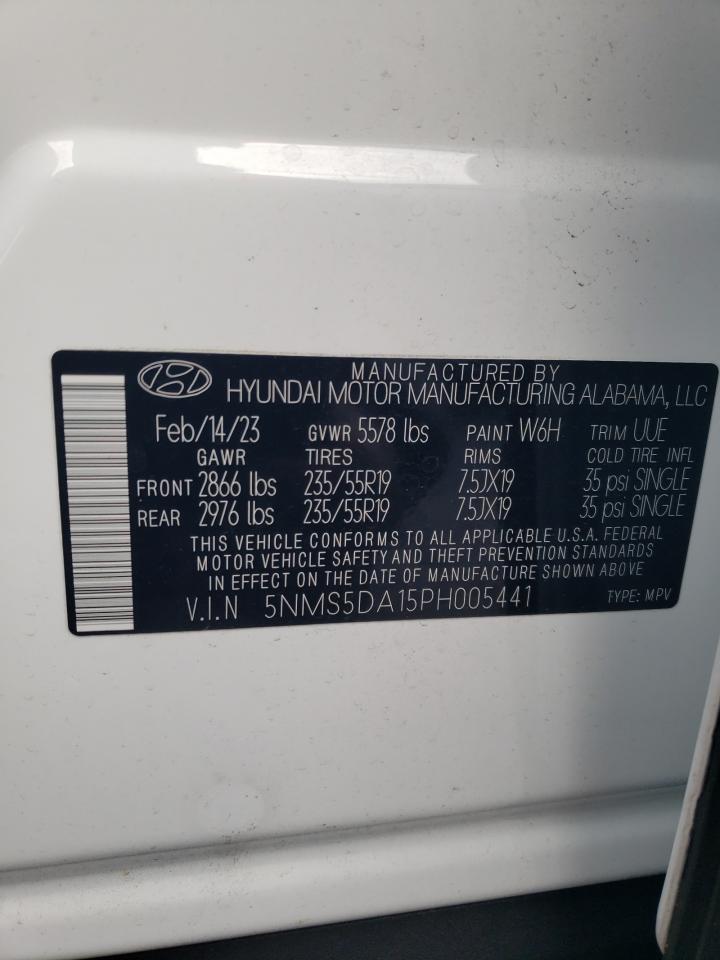 MANUFACTURED BY
HYUNDAI MOTOR MANUFACTURING ALABAMA, LLC
Feb/14/23 GVWR 5578 lbs PAINT W6H TRIM UUE
GAWR TIRES RIMS COLD TIRE INFL
FRONT 2866 lbs 235/55R19 7.5JX19 35 psi SINGLE
REAR 2976 lbs 235/55R19 7.5JX19 35 psi SINGLE
THIS VEHICLE CONFORMS TO ALL APPLICABLE U.S.A. FEDERAL
MOTOR VEHICLE SAFETY AND THEFT PREVENTION STANDARDS
IN EFFECT ON THE DATE OF MANUFACTURE SHOWN ABOVE
V.I.N 5NMS5DA15PH005441 TYPE: MPV